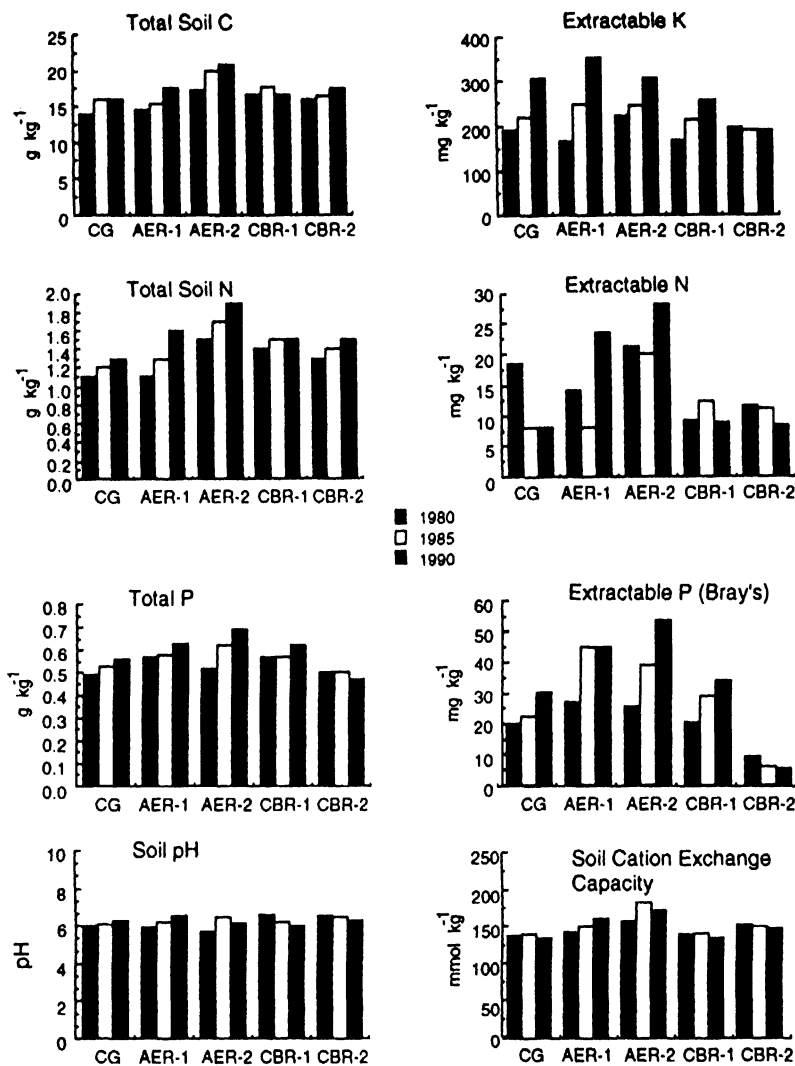 Total Soil C
g kg-1
25
20
15
10
5
0
CG AER-1 AER-2 CBR-1 CBR-2
Extractable K
mg kg-1
400
300
200
100
0
CG AER-1 AER-2 CBR-1 CBR-2
Total Soil N
g kg-1
2.0
1.8
1.6
1.4
1.2
1.0
0.8
0.6
0.4
0.2
0.0
CG AER-1 AER-2 CBR-1 CBR-2
Extractable N
mg kg-1
30
25
20
15
10
5
0
CG AER-1 AER-2 CBR-1 CBR-2
1980
1985
1990
Total P
g kg-1
0.8
0.7
0.6
0.5
0.4
0.3
0.2
0.1
0.0
CG AER-1 AER-2 CBR-1 CBR-2
Extractable P (Bray's)
mg kg-1
60
50
40
30
20
10
0
CG AER-1 AER-2 CBR-1 CBR-2
Soil pH
pH
10
8
6
4
2
0
CG AER-1 AER-2 CBR-1 CBR-2
Soil Cation Exchange
Capacity
mmol kg-1
250
200
150
100
50
0
CG AER-1 AER-2 CBR-1 CBR-2